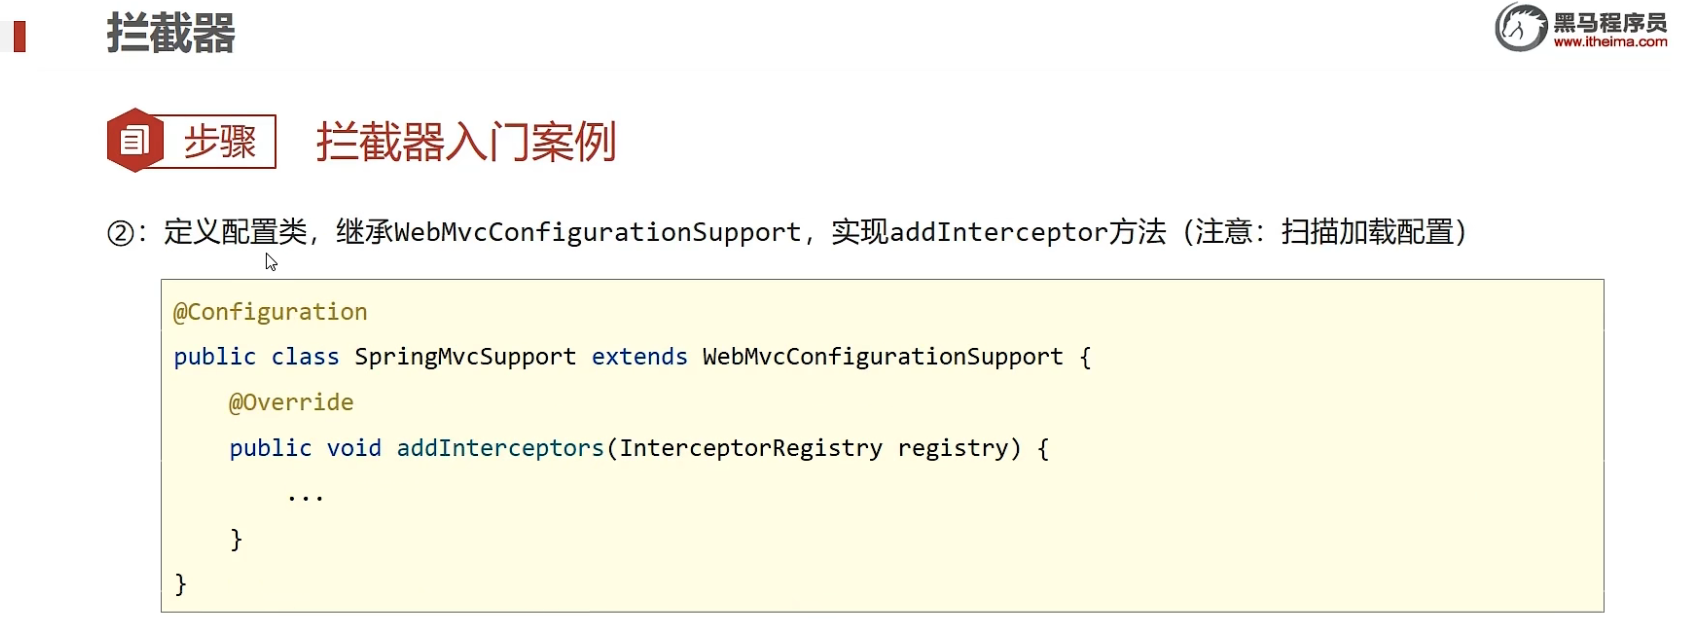 拦截器
黑马程序员
www.itheima.com
步骤
拦截器入门案例
②：定义配置类，继承WebMvcConfigurationSupport，实现addInterceptor方法（注意：扫描加载配置）
@Configuration
public class SpringMvcSupport extends WebMvcConfigurationSupport {
    @Override
    public void addInterceptors(InterceptorRegistry registry) {
        ...
    }
}